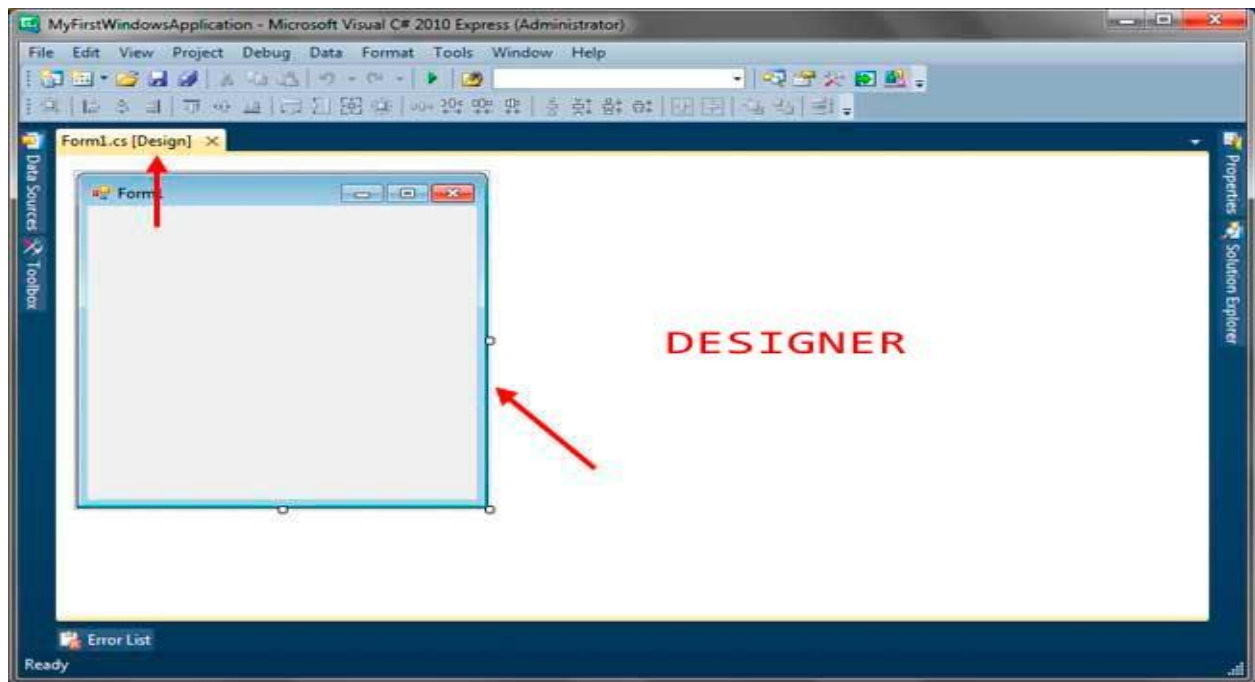 MyFirstWindowsApplication - Microsoft Visual C# 2010 Express (Administrator)
File Edit View Project Debug Data Format Tools Window Help
Form1.cs [Design]
Data Sources
Toolbox
Form1
DESIGNER
Properties
Solution Explorer
Error List
Ready